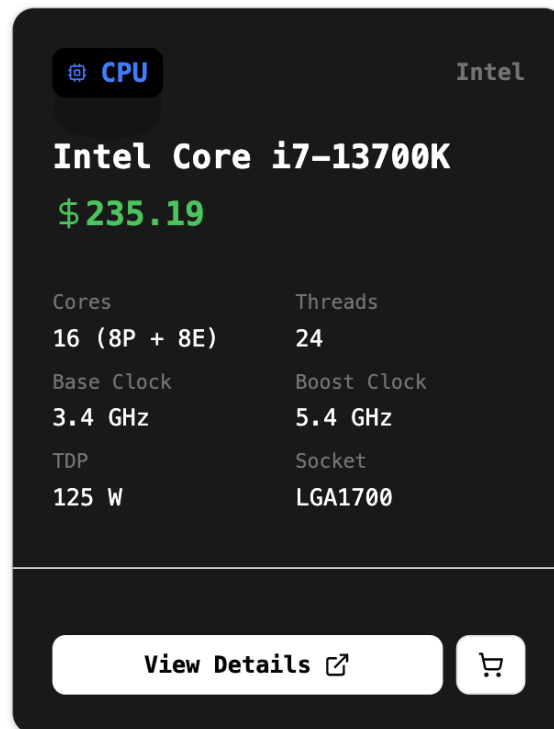 CPU Intel
Intel Core i7-13700K
$235.19
Cores Threads
16 (8P + 8E) 24
Base Clock Boost Clock
3.4 GHz 5.4 GHz
TDP Socket
125 W LGA1700
View Details